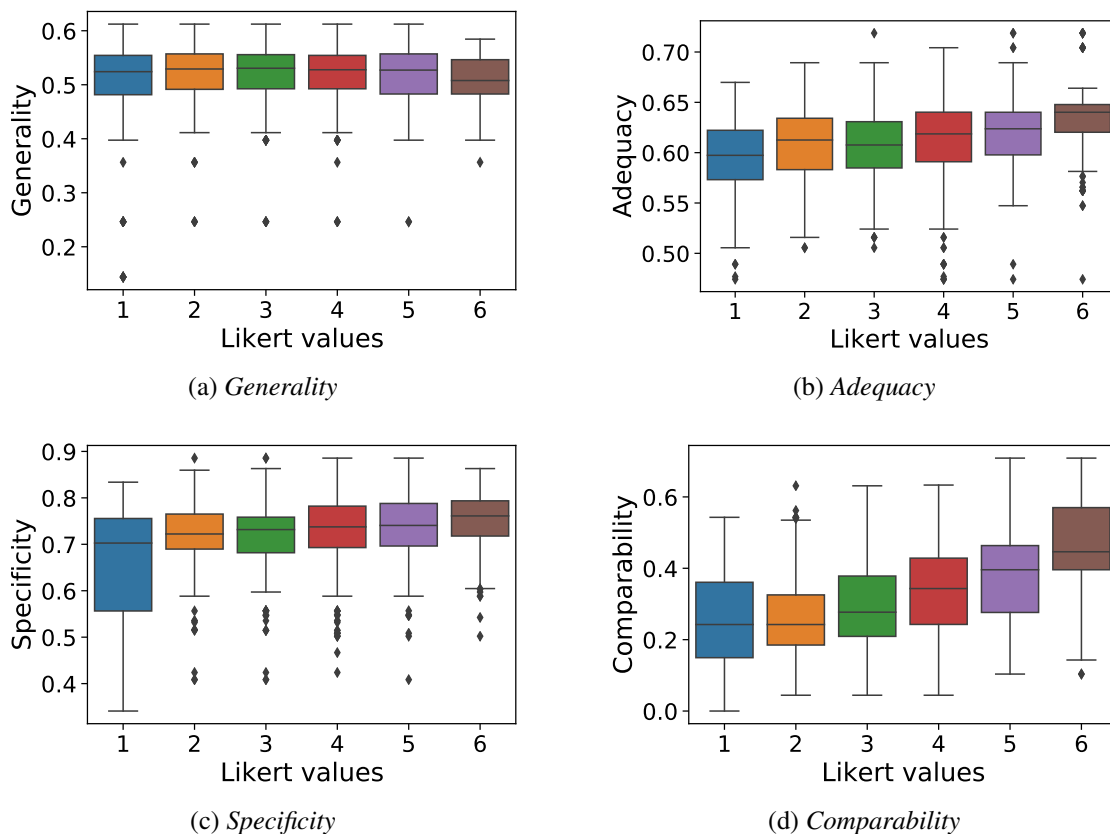 Generality
0.6
0.5
0.4
0.3
0.2
1 2 3 4 5 6
Likert values
(a) Generality
Adequacy
0.70
0.65
0.60
0.55
0.50
1 2 3 4 5 6
Likert values
(b) Adequacy
Specificity
0.9
0.8
0.7
0.6
0.5
0.4
1 2 3 4 5 6
Likert values
(c) Specificity
Comparability
0.6
0.4
0.2
0.0
1 2 3 4 5 6
Likert values
(d) Comparability